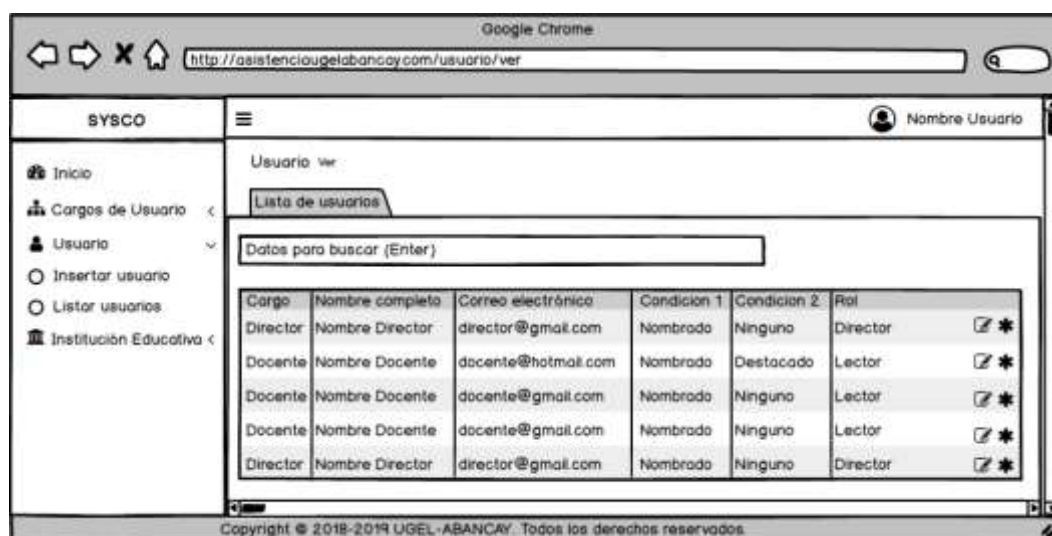 Google Chrome
http://asistenciaugelabancay.com/usuario/ver
SYSCO
Nombre Usuario
Inicio
Cargos de Usuario
Usuario
Insertar usuario
Listar usuarios
Institución Educativa
Usuario Ver
Lista de usuarios
Datos para buscar (Enter)
Cargo Nombre completo Correo electrónico Condicion 1 Condicion 2 Rol
Director Nombre Director director@gmail.com Nombrado Ninguno Director
Docente Nombre Docente docente@hotmail.com Nombrado Destacado Lector
Docente Nombre Docente docente@gmail.com Nombrado Ninguno Lector
Docente Nombre Docente docente@gmail.com Nombrado Ninguno Lector
Director Nombre Director director@gmail.com Nombrado Ninguno Director
Copyright © 2018-2019 UGEL-ABANCAY. Todos los derechos reservados.